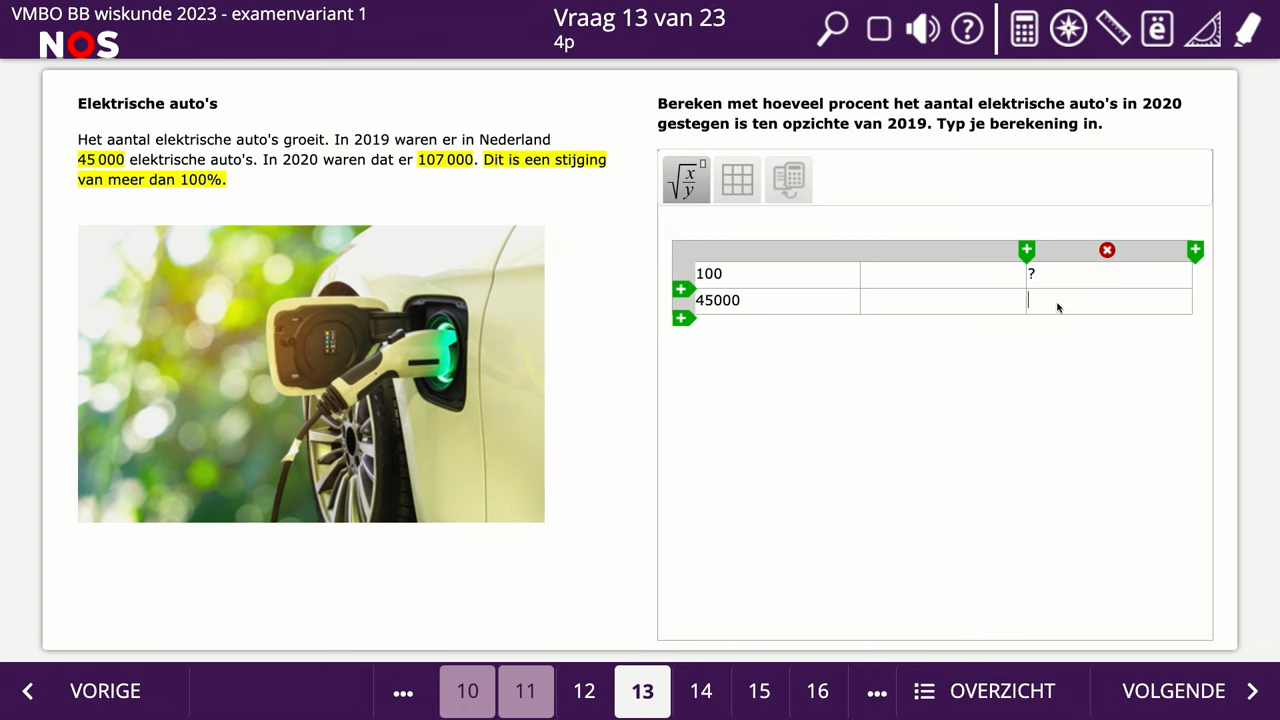 VMBO BB wiskunde 2023 - examenvariant 1
NOS
Vraag 13 van 23
4p
?
ë
Elektrische auto's
Het aantal elektrische auto's groeit. In 2019 waren er in Nederland
45 000 elektrische auto's. In 2020 waren dat er 107 000. Dit is een stijging
van meer dan 100%.
Bereken met hoeveel procent het aantal elektrische auto's in 2020
gestegen is ten opzichte van 2019. Typ je berekening in.
√x/y
100 ?
45000
VORIGE ... 10 11 12 13 14 15 16 ... OVERZICHT VOLGENDE